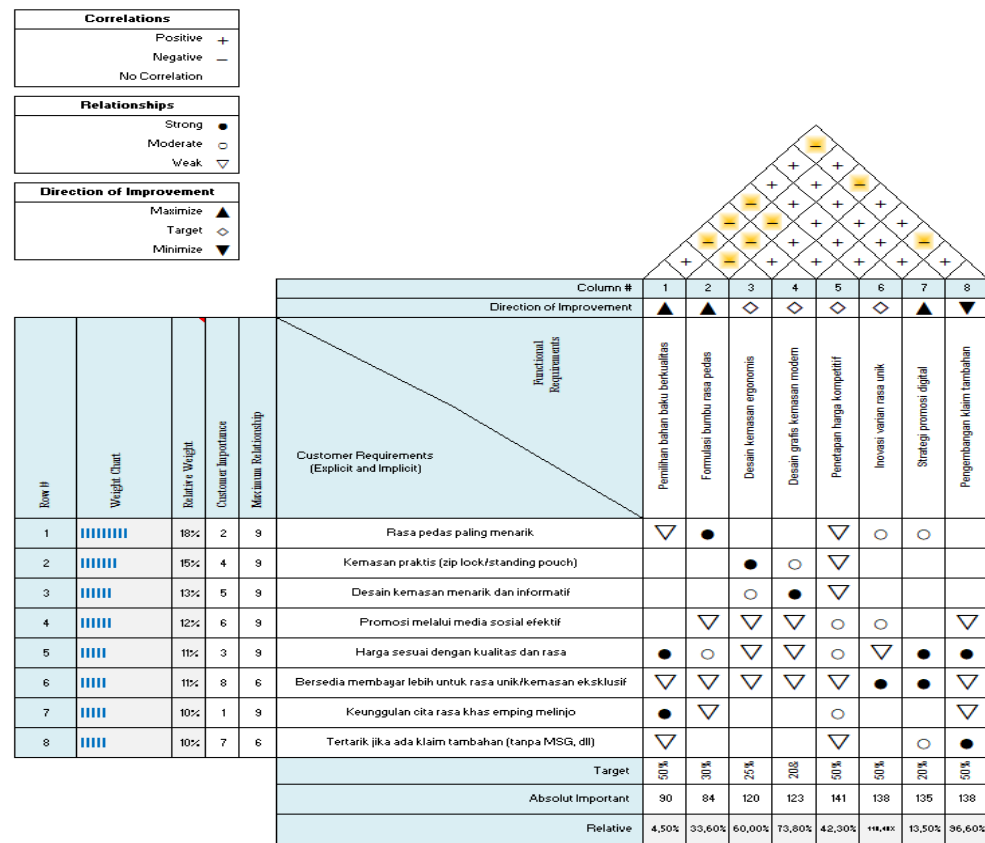 Correlations
Positive +
Negative −
No Correlation
Relationships
Strong ●
Moderate ○
Weak ▽
Direction of Improvement
Maximize ▲
Target ◇
Minimize ▼
− 
+ +
+ + −
− + + +
− − + + +
− − + + + −
+ − + + + + +
Column # 1 2 3 4 5 6 7 8
Direction of Improvement ▲ ▲ ◇ ◇ ◇ ◇ ▲ ▼
Row #
Weight Chart
Relative Weight
Customer Importance
Maximum Relationship
Customer Requirements
(Explicit and Implicit)
Functional
Requirements
Pemilihan bahan baku berkualitas
Formulasi bumbu rasa pedas
Desain kemasan ergonomis
Desain grafis kemasan modern
Penetapan harga kompetitif
Inovasi varian rasa unik
Strategi promosi digital
Pengembangan klaim tambahan
1 18% 2 9 Rasa pedas paling menarik ▽ ● ▽ ○ ○
2 15% 4 9 Kemasan praktis (zip lock/standing pouch) ● ○ ▽
3 13% 5 9 Desain kemasan menarik dan informatif ○ ● ▽
4 12% 6 9 Promosi melalui media sosial efektif ▽ ▽ ▽ ○ ○ ▽
5 11% 3 9 Harga sesuai dengan kualitas dan rasa ● ○ ▽ ▽ ○ ▽ ● ●
6 11% 8 6 Bersedia membayar lebih untuk rasa unik/kemasan eksklusif ▽ ▽ ▽ ▽ ▽ ● ● ▽
7 10% 1 9 Keunggulan cita rasa khas emping melinjo ● ▽ ○ ▽
8 10% 7 6 Tertarik jika ada klaim tambahan (tanpa MSG, dll) ▽ ▽ ○ ●
Target 50% 30% 25% 20& 50% 50% 20% 50%
Absolut Important 90 84 120 123 141 138 135 138
Relative 4,50% 33,60% 60,00% 73,80% 42,30% 13,50% 96,60%